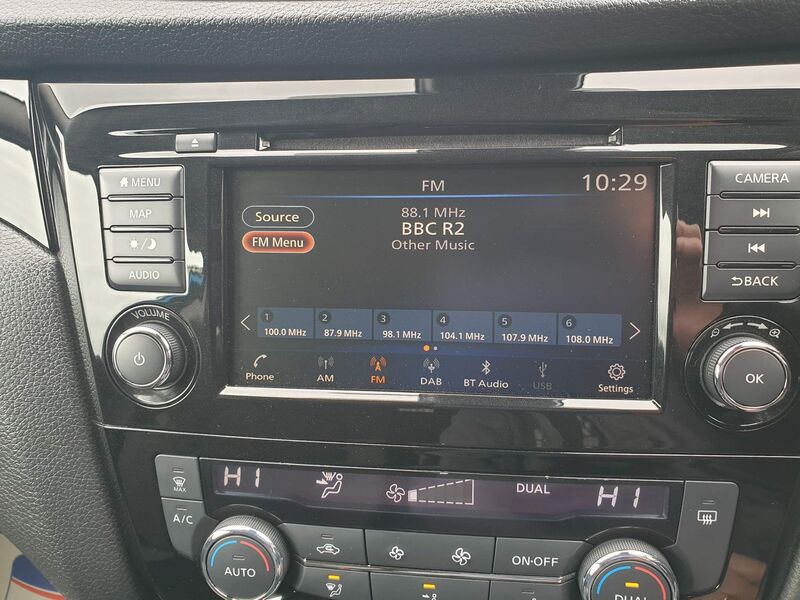 MENU
MAP
AUDIO
VOLUME
FM
10:29
Source
FM Menu
88.1 MHz
BBC R2
Other Music
1
100.0 MHz
2
87.9 MHz
3
98.1 MHz
4
104.1 MHz
5
107.9 MHz
6
108.0 MHz
Phone
AM
FM
DAB
BT Audio
USB
Settings
CAMERA
BACK
OK
MAX
A/C
HI
DUAL
HI
AUTO
ON·OFF
DUAL